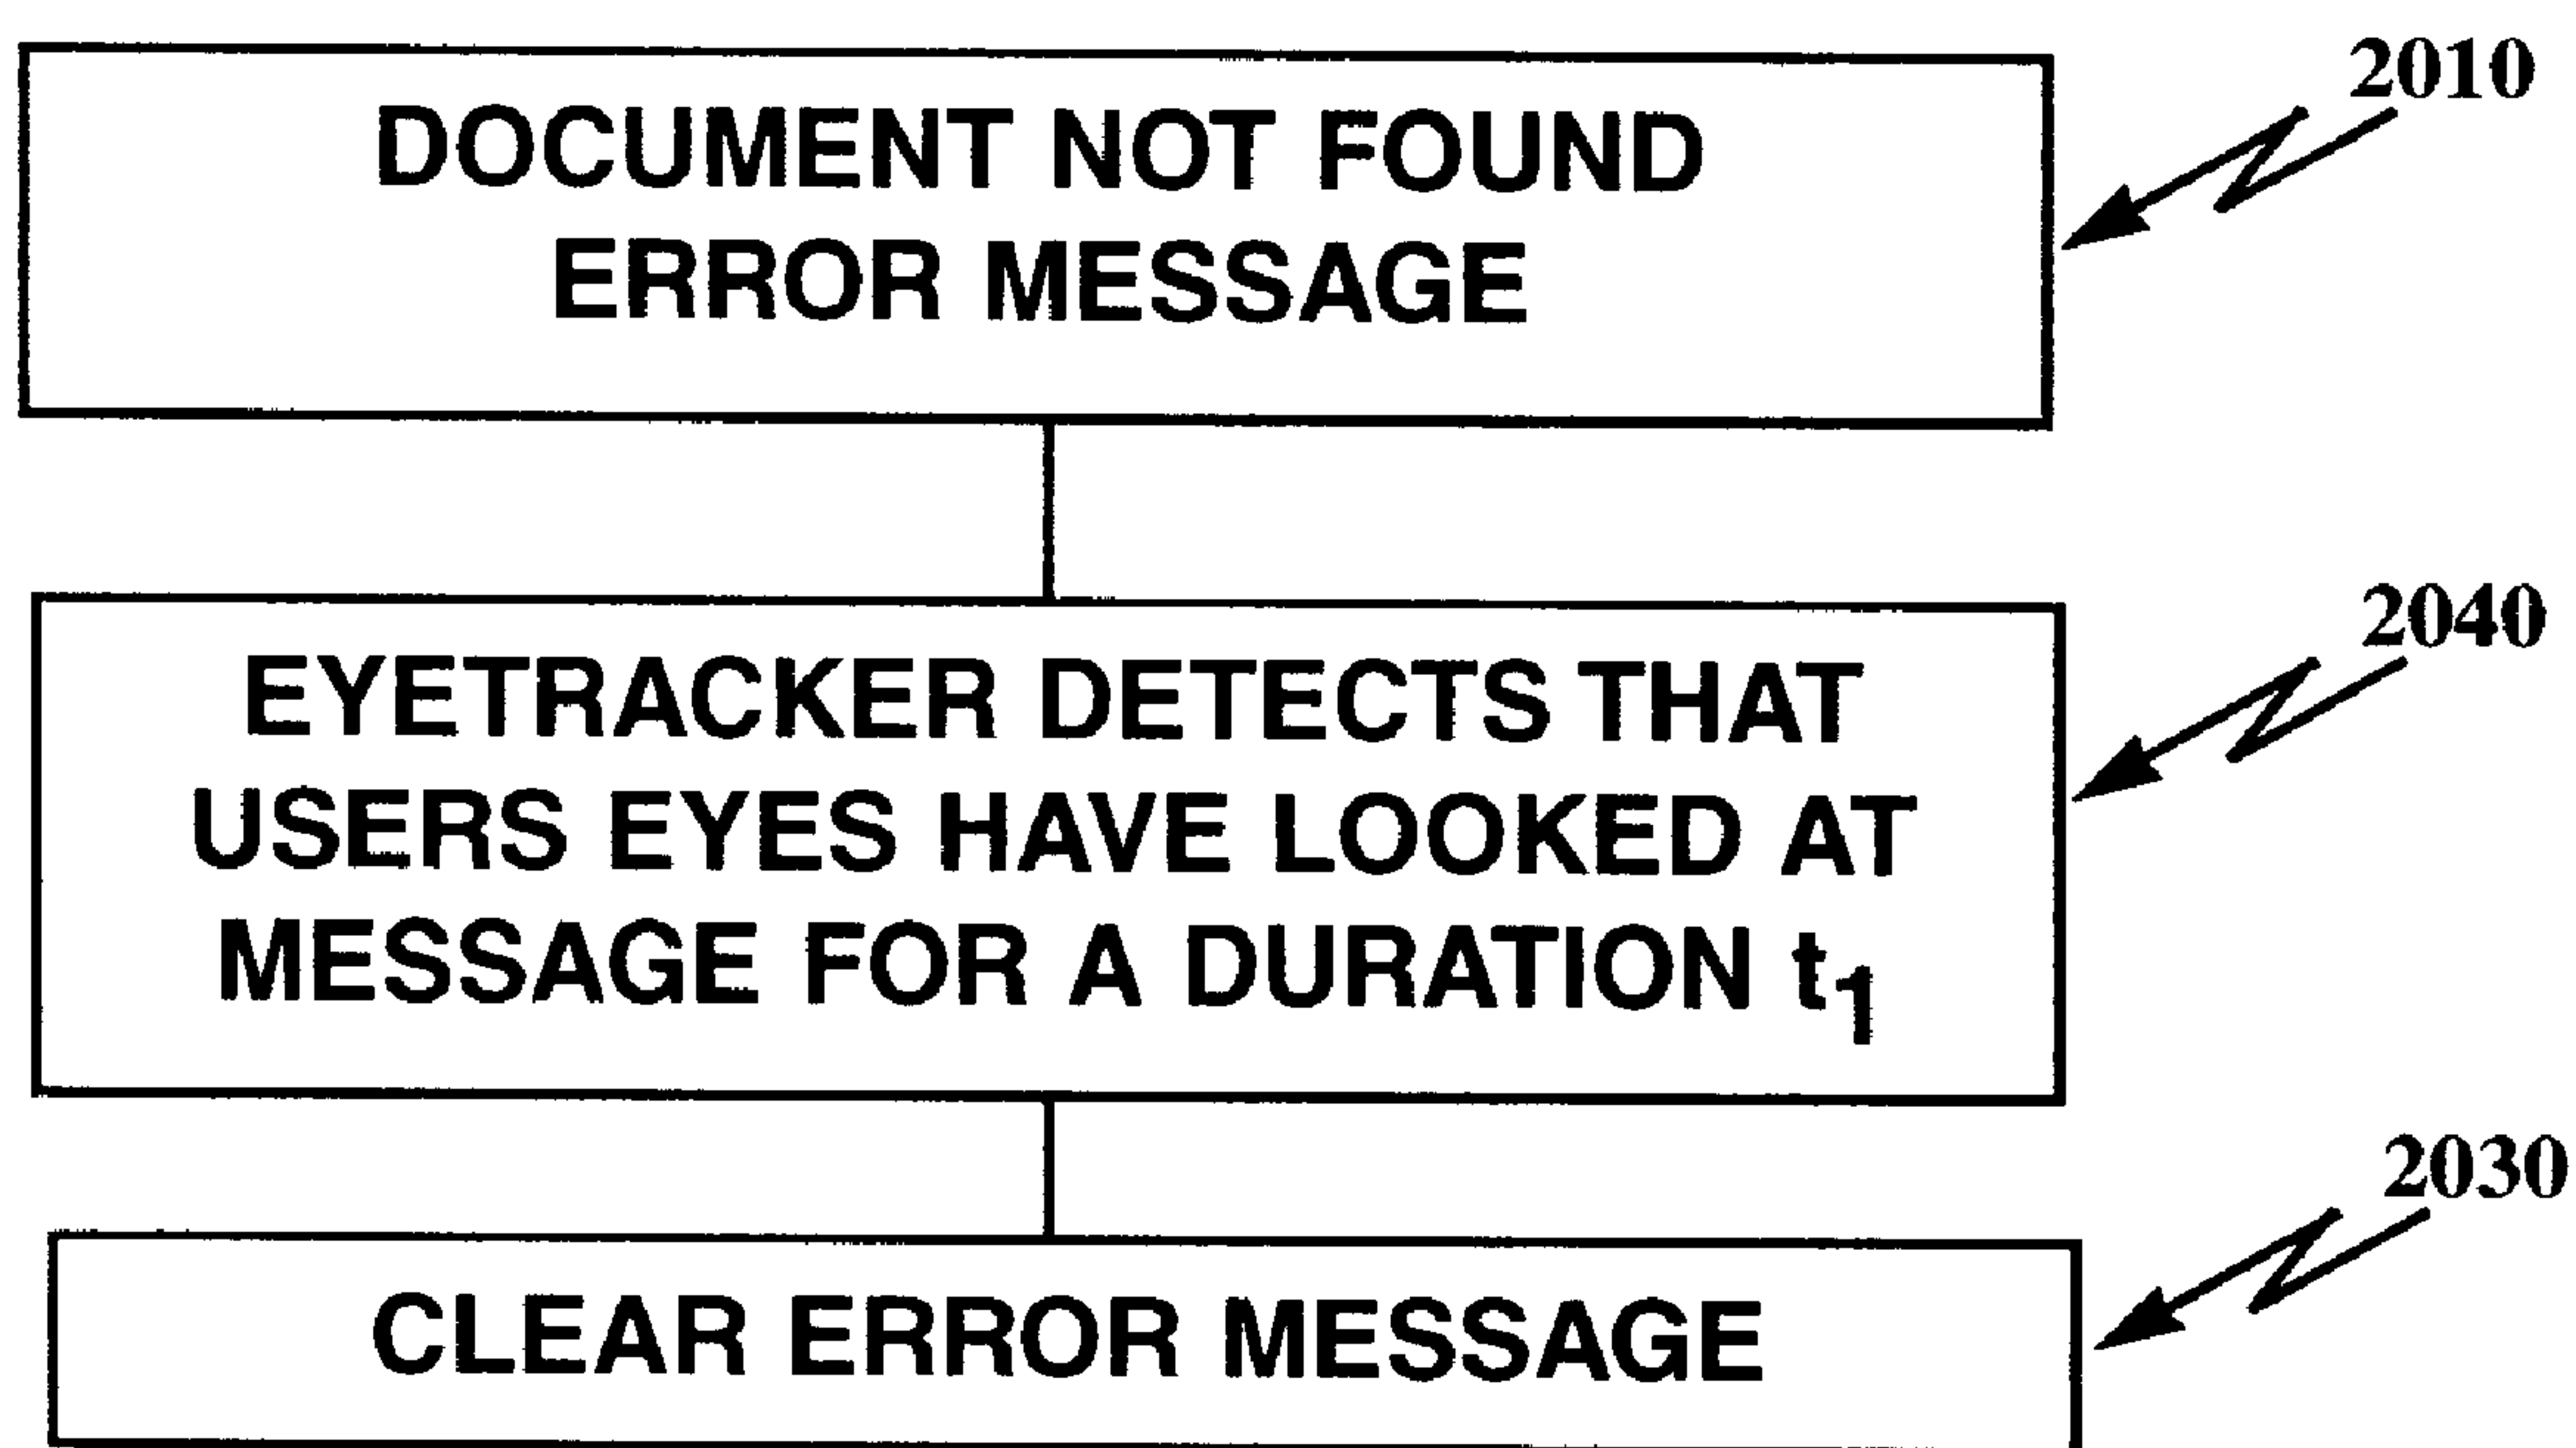 2010
DOCUMENT NOT FOUND
ERROR MESSAGE
2040
EYETRACKER DETECTS THAT
USERS EYES HAVE LOOKED AT
MESSAGE FOR A DURATION t1
2030
CLEAR ERROR MESSAGE